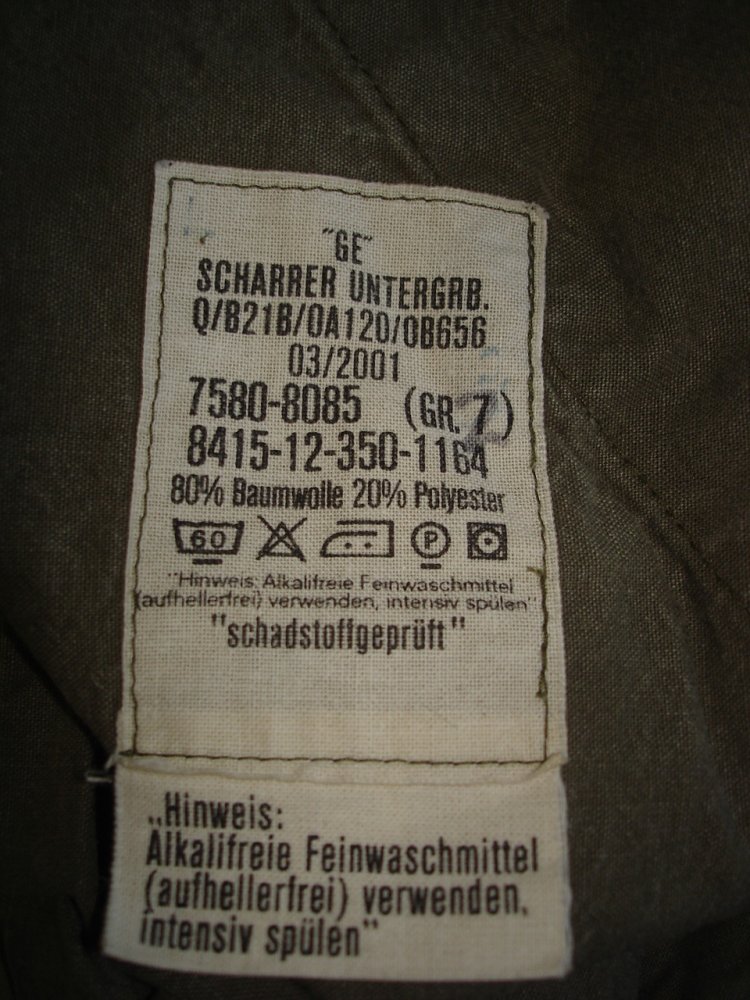 "GE"
SCHARRER UNTERGRB.
Q/B21B/0A120/0B656
03/2001
7580-8085 (GR. 7)
8415-12-350-1164
80% Baumwolle 20% Polyester
60 P
"Hinweis: Alkalifreie Feinwaschmittel
(aufhellerfrei) verwenden, intensiv spülen"
"schadstoffgeprüft"
„Hinweis:
Alkalifreie Feinwaschmittel
(aufhellerfrei) verwenden,
intensiv spülen"